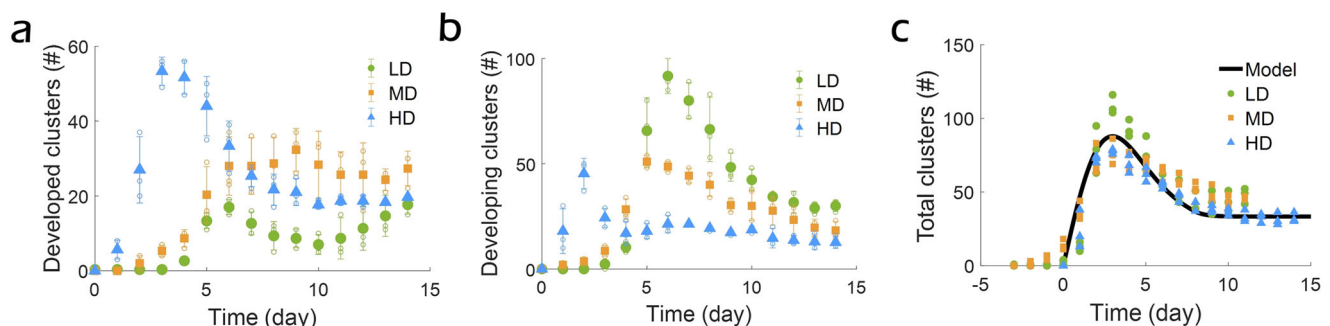 a
Developed clusters (#)
60
40
20
0
0
5
10
15
Time (day)
LD
MD
HD
b
Developing clusters (#)
100
50
0
0
5
10
15
Time (day)
LD
MD
HD
c
Total clusters (#)
150
100
50
0
-5
0
5
10
15
Time (day)
Model
LD
MD
HD